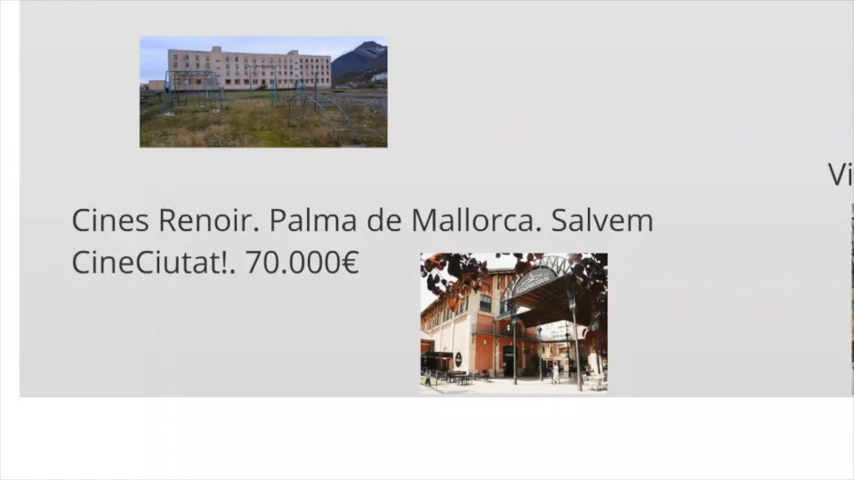 Vi
Cines Renoir. Palma de Mallorca. Salvem
CineCiutat!. 70.000€